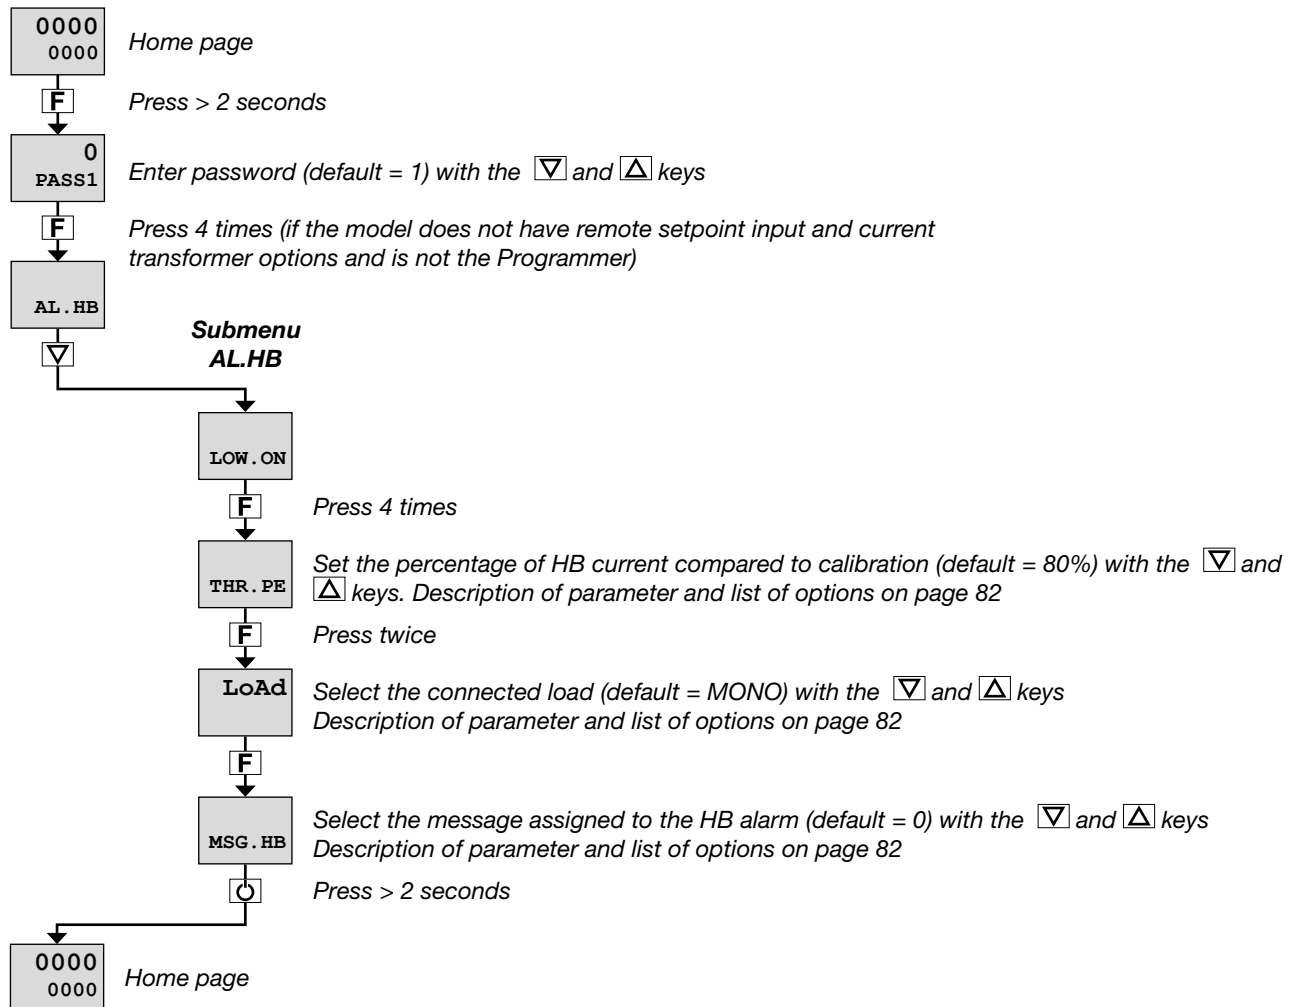 0000
0000
Home page
F
Press > 2 seconds
0
PASS1
Enter password (default = 1) with the ▽ and △ keys
F
Press 4 times (if the model does not have remote setpoint input and current
transformer options and is not the Programmer)
AL.HB
▽
Submenu
AL.HB
LOW.ON
F
Press 4 times
THR.PE
Set the percentage of HB current compared to calibration (default = 80%) with the ▽ and
△ keys. Description of parameter and list of options on page 82
F
Press twice
LoAd
Select the connected load (default = MONO) with the ▽ and △ keys
Description of parameter and list of options on page 82
F
MSG.HB
Select the message assigned to the HB alarm (default = 0) with the ▽ and △ keys
Description of parameter and list of options on page 82
Press > 2 seconds
0000
0000
Home page